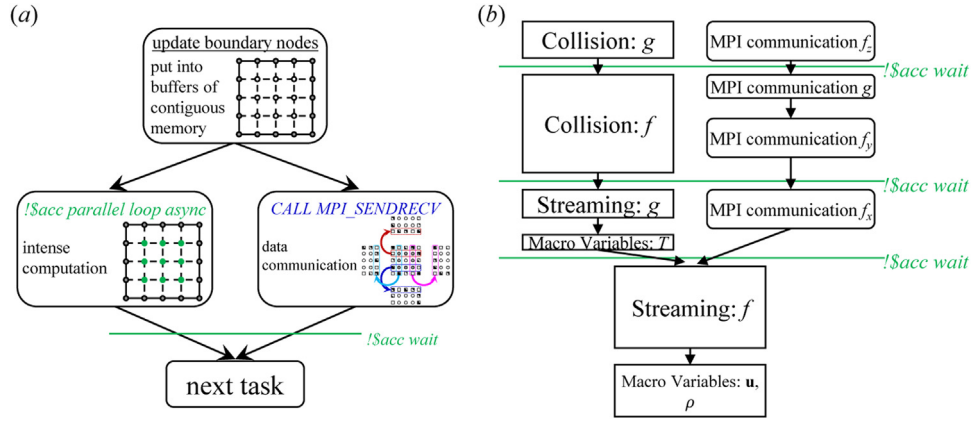 (a)
update boundary nodes
put into
buffers of
contiguous
memory
!$acc parallel loop async
intense
computation
CALL MPI_SENDRECV
data
communication
!$acc wait
next task
(b)
Collision: g
MPI communication fz
!$acc wait
MPI communication g
Collision: f
MPI communication fy
!$acc wait
Streaming: g
MPI communication fx
Macro Variables: T
!$acc wait
Streaming: f
Macro Variables: u,
ρ